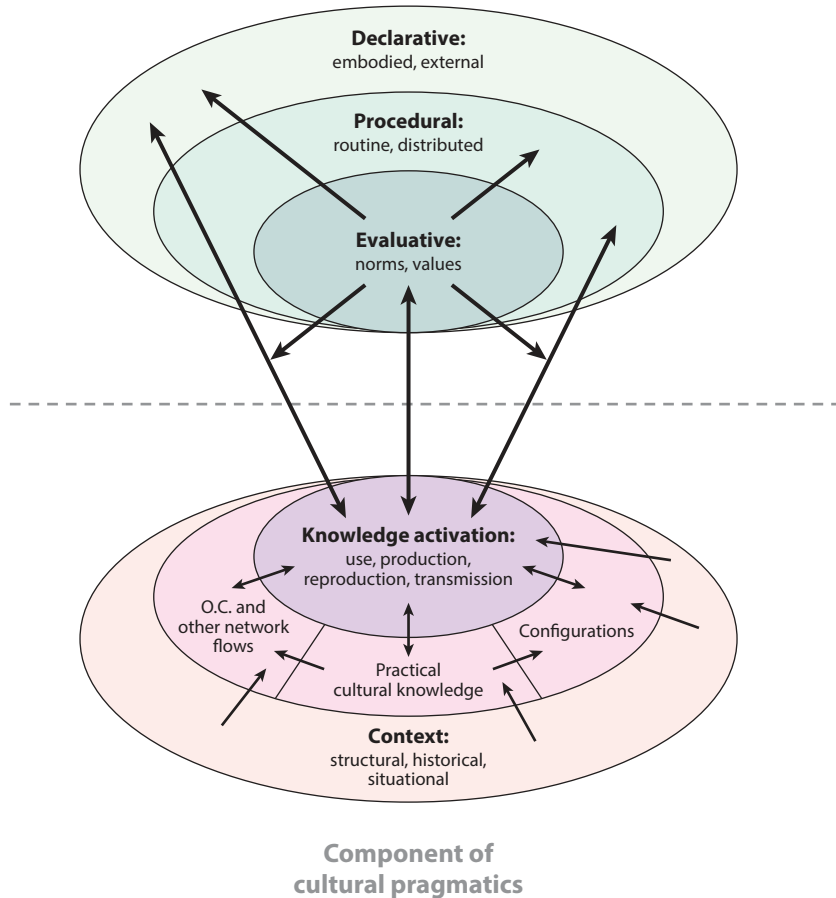 Declarative:
embodied, external
Procedural:
routine, distributed
Evaluative:
norms, values
Knowledge activation:
use, production,
reproduction, transmission
O.C. and
other network
flows
Configurations
Practical
cultural knowledge
Context:
structural, historical,
situational
Component of
cultural pragmatics